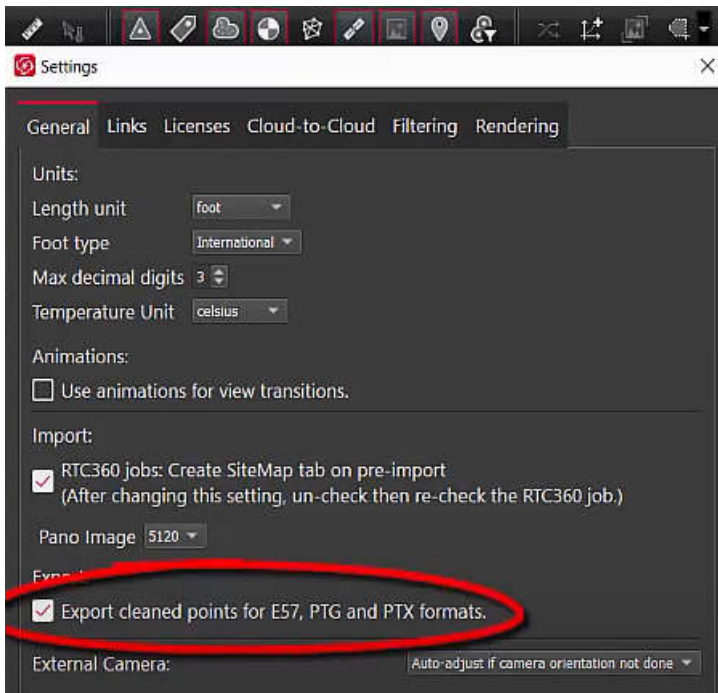 Settings
General Links Licenses Cloud-to-Cloud Filtering Rendering
Units:
Length unit foot
Foot type International
Max decimal digits 3
Temperature Unit celsius
Animations:
Use animations for view transitions.
Import:
RTC360 jobs: Create SiteMap tab on pre-import
(After changing this setting, un-check then re-check the RTC360 job.)
Pano Image 5120
Export cleaned points for E57, PTG and PTX formats.
External Camera: Auto-adjust if camera orientation not done